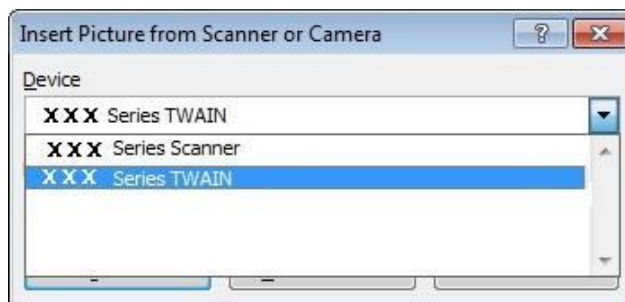 Insert Picture from Scanner or Camera
Device
XXX Series TWAIN
XXX Series Scanner
XXX Series TWAIN